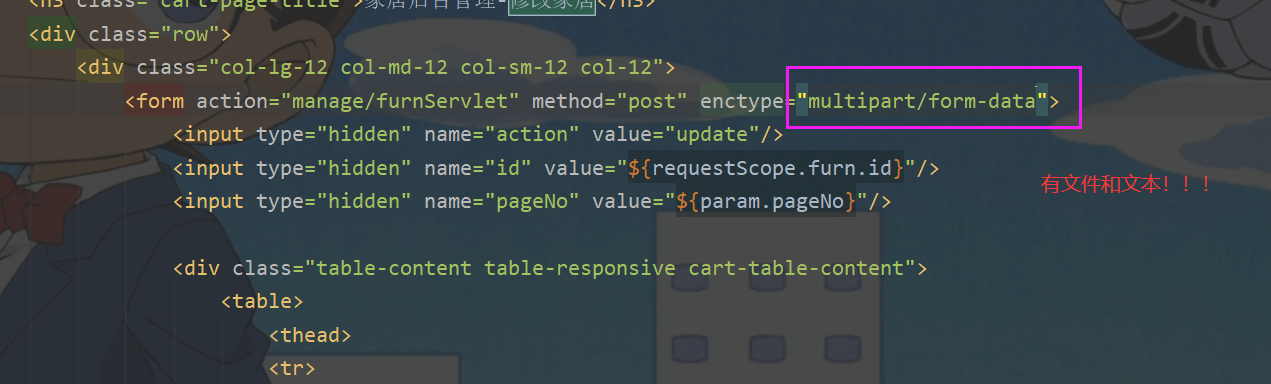 <h3 class="cart-page-title">家居后台管理-修改家居</h3>
<div class="row">
<div class="col-lg-12 col-md-12 col-sm-12 col-12">
<form action="manage/furnServlet" method="post" enctype="multipart/form-data">
<input type="hidden" name="action" value="update"/>
<input type="hidden" name="id" value="${requestScope.furn.id}"/>
有文件和文本！！！
<input type="hidden" name="pageNo" value="${param.pageNo}"/>
<div class="table-content table-responsive cart-table-content">
<table>
<thead>
<tr>